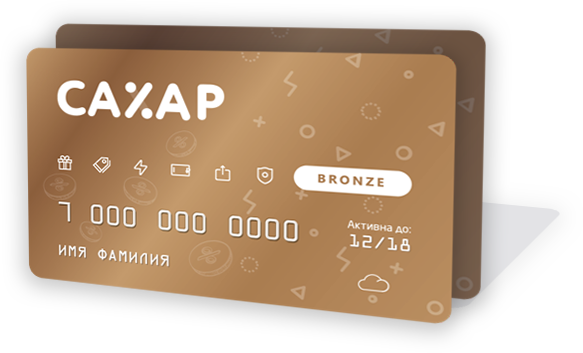 САХАР
BRONZE
7 000 000 0000
Активна до:
12/18
ИМЯ ФАМИЛИЯ